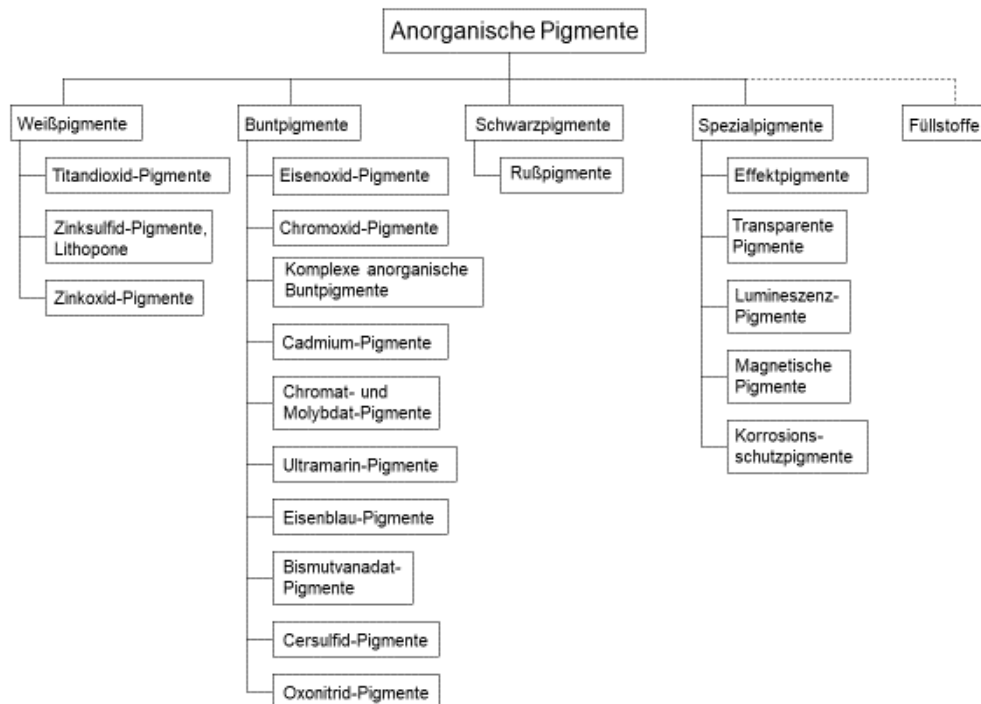 Anorganische Pigmente
Weißpigmente
Buntpigmente
Schwarzpigmente
Spezialpigmente
Füllstoffe
Titandioxid-Pigmente
Zinksulfid-Pigmente,
Lithopone
Zinkoxid-Pigmente
Eisenoxid-Pigmente
Chromoxid-Pigmente
Komplexe anorganische
Buntpigmente
Cadmium-Pigmente
Chromat- und
Molybdat-Pigmente
Ultramarin-Pigmente
Eisenblau-Pigmente
Bismutvanadat-
Pigmente
Cersulfid-Pigmente
Oxonitrid-Pigmente
Rußpigmente
Effektpigmente
Transparente
Pigmente
Lumineszenz-
Pigmente
Magnetische
Pigmente
Korrosions-
schutzpigmente